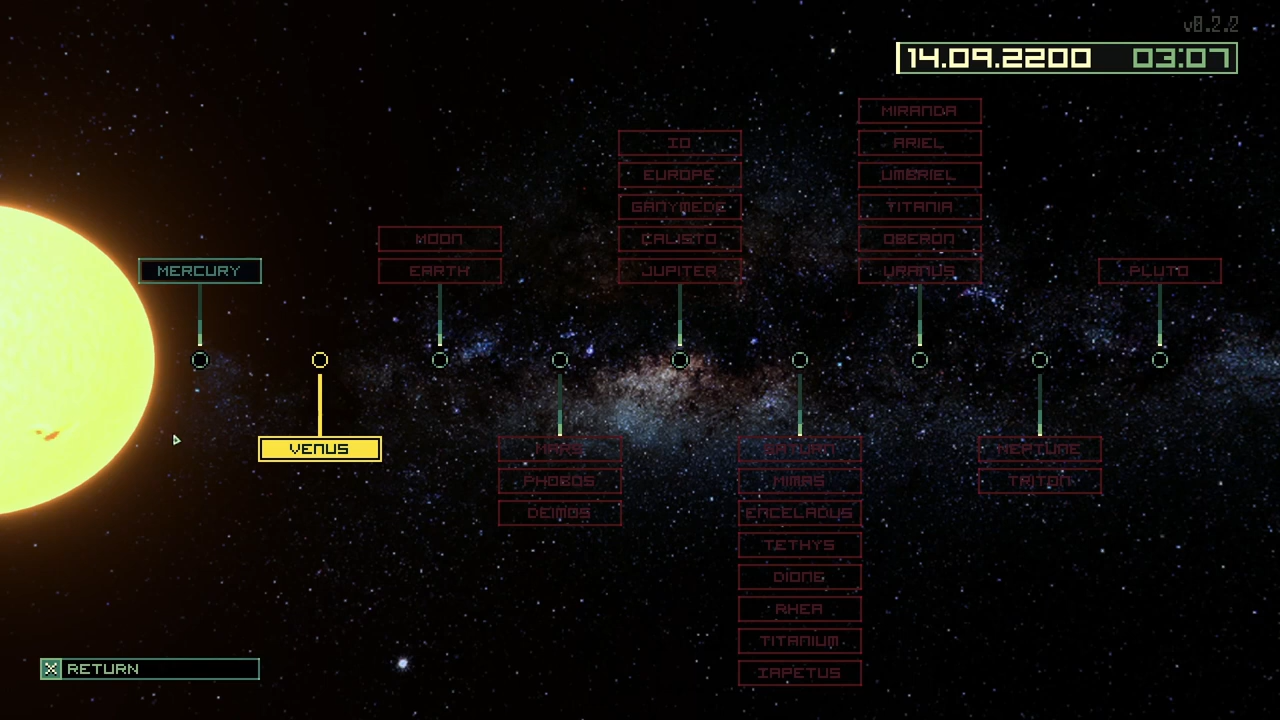 v0.2.2
14.09.2200 03:07
MIRANDA
IO
ARIEL
EUROPE
UMBRIEL
GANYMEDE
TITANIA
MOON
CALISTO
OBERON
MERCURY
EARTH
JUPITER
URANUS
PLUTO
VENUS
MARS
SATURN
NEPTUNE
PHOBOS
MIMAS
TRITON
DEIMOS
ENCELADUS
TETHYS
DIONE
RHEA
TITANIUM
X RETURN
IAPETUS